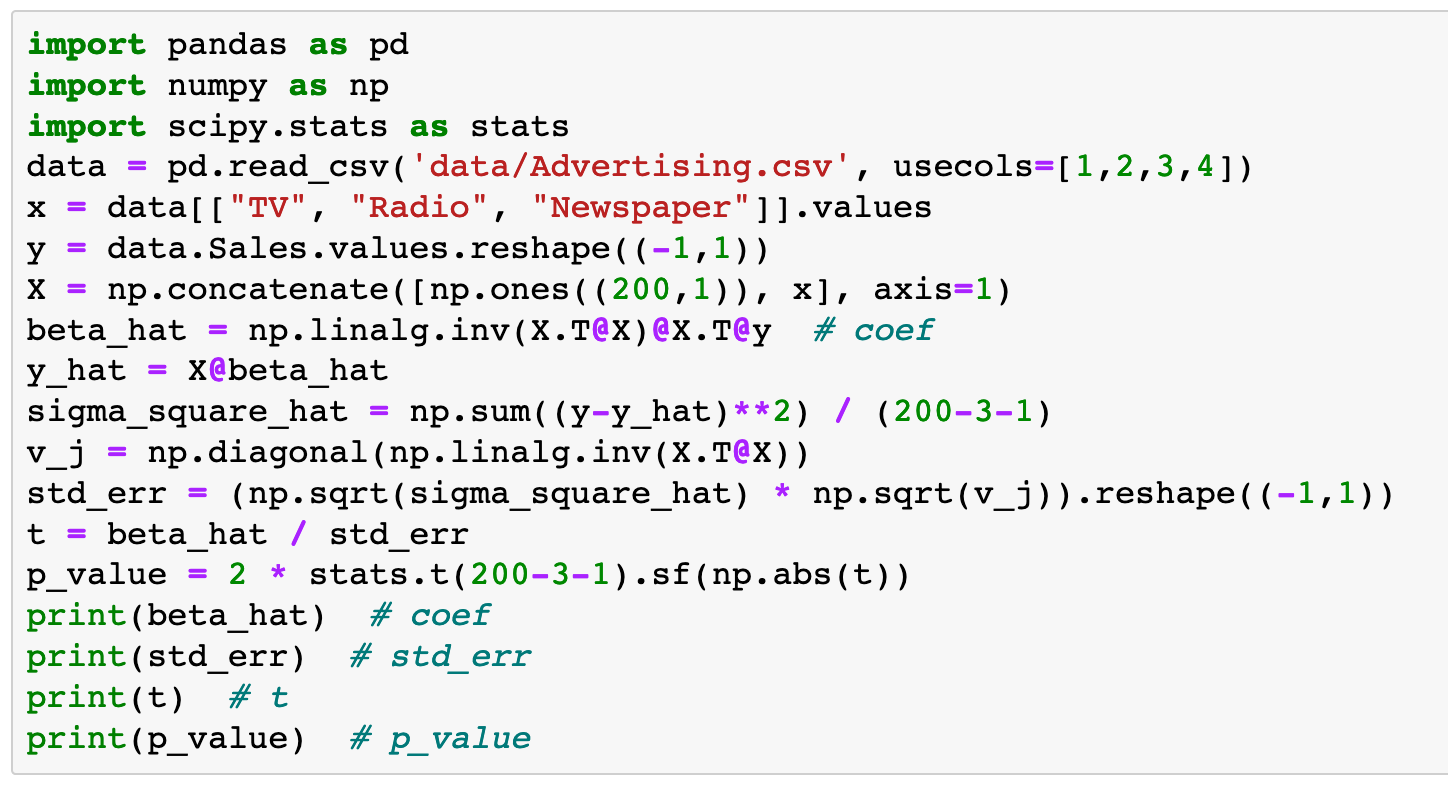 import pandas as pd
import numpy as np
import scipy.stats as stats
data = pd.read_csv('data/Advertising.csv', usecols=[1,2,3,4])
x = data[["TV", "Radio", "Newspaper"]].values
y = data.Sales.values.reshape((-1,1))
X = np.concatenate([np.ones((200,1)), x], axis=1)
beta_hat = np.linalg.inv(X.T@X)@X.T@y  # coef
y_hat = X@beta_hat
sigma_square_hat = np.sum((y-y_hat)**2) / (200-3-1)
v_j = np.diagonal(np.linalg.inv(X.T@X))
std_err = (np.sqrt(sigma_square_hat) * np.sqrt(v_j)).reshape((-1,1))
t = beta_hat / std_err
p_value = 2 * stats.t(200-3-1).sf(np.abs(t))
print(beta_hat)  # coef
print(std_err)  # std_err
print(t)  # t
print(p_value)  # p_value